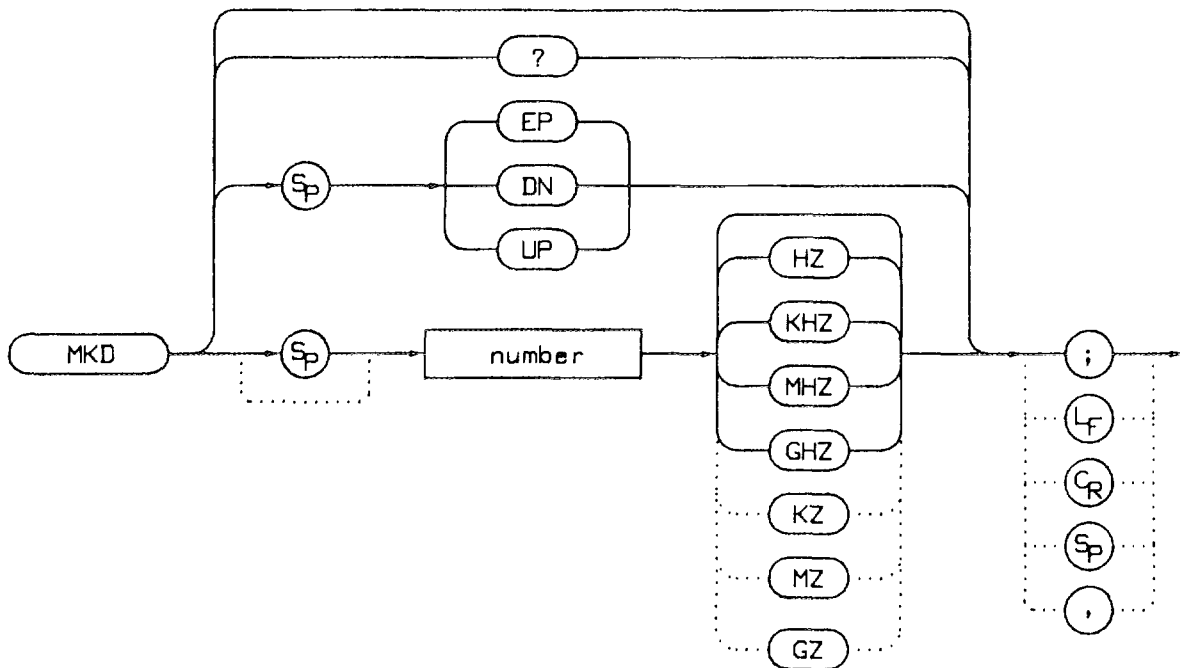 ?
EP
SP
DN
UP
HZ
KHZ
MKD
SP
number
;
MHZ
LF
GHZ
CR
KZ
SP
MZ
,
GZ